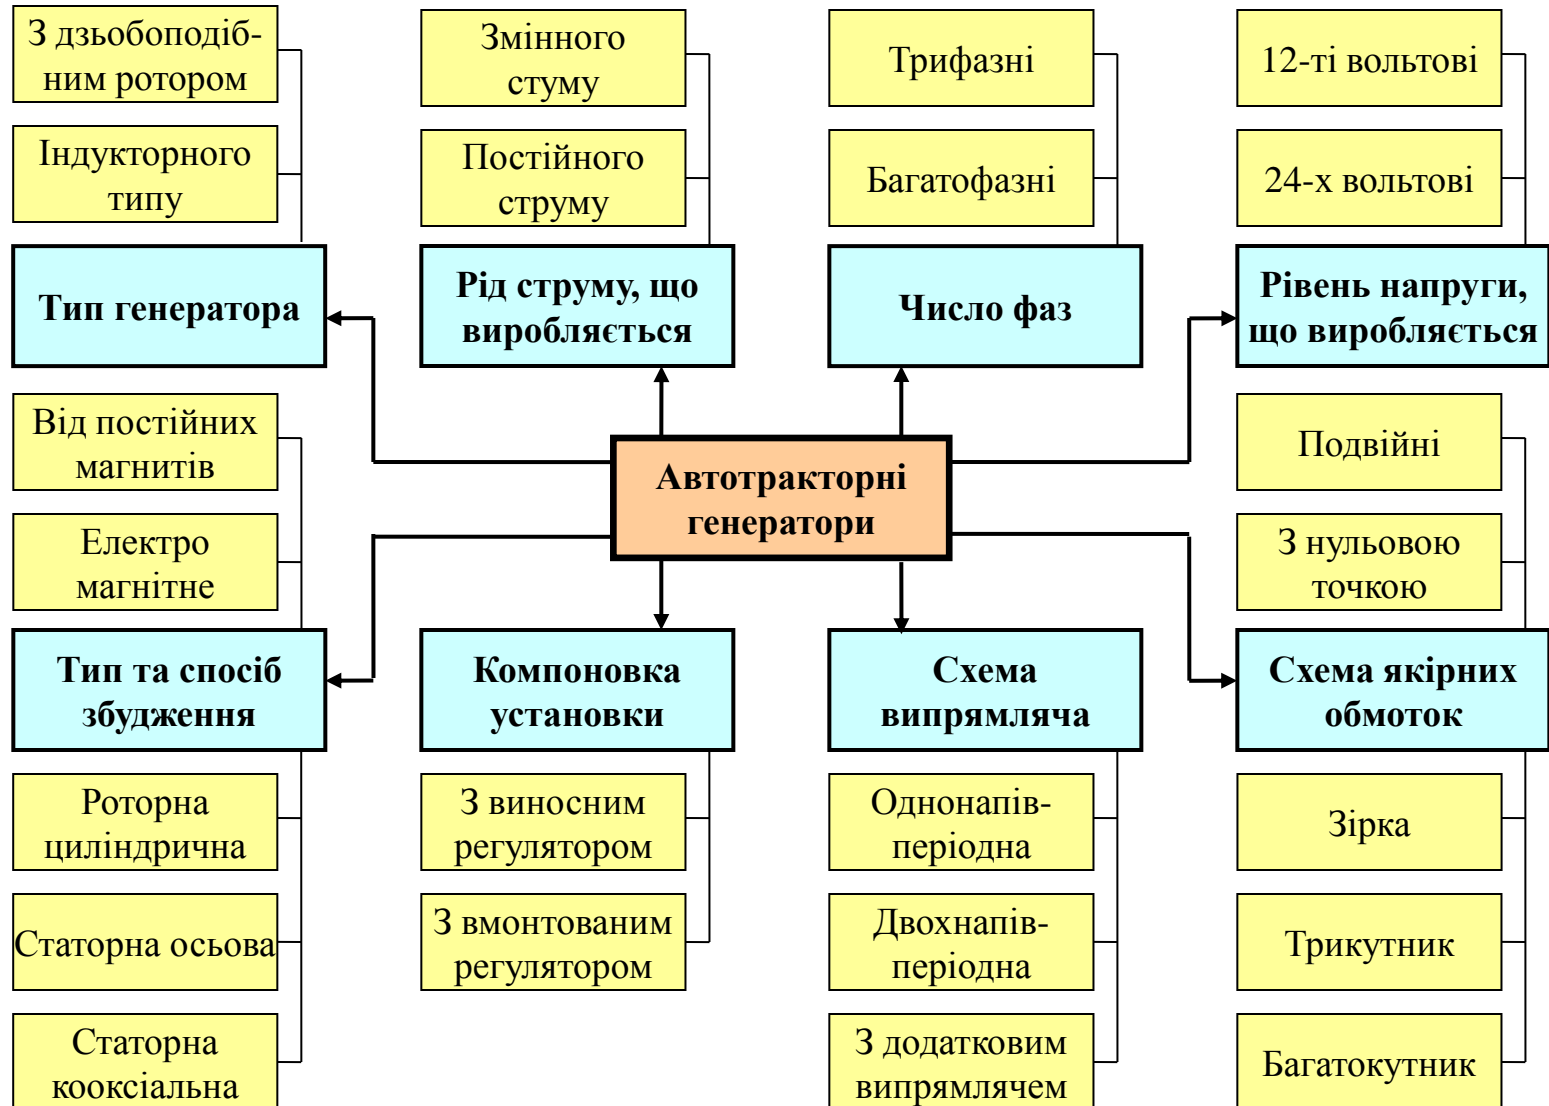 З дзьобоподіб-
ним ротором
Змінного
стуму
Трифазні
12-ті вольтові
Індукторного
типу
Постійного
струму
Багатофазні
24-х вольтові
Тип генератора
Рід струму, що
виробляється
Число фаз
Рівень напруги,
що виробляється
Від постійних
магнитів
Подвійні
Автотракторні
генератори
Електро
магнітне
З нульовою
точкою
Тип та спосіб
збудження
Компоновка
установки
Схема
випрямляча
Схема якірних
обмоток
Роторна
циліндрична
З виносним
регулятором
Однонапів-
періодна
Зірка
Статорна осьова
З вмонтованим
регулятором
Двохнапів-
періодна
Трикутник
Статорна
кооксіальна
З додатковим
випрямлячем
Багатокутник